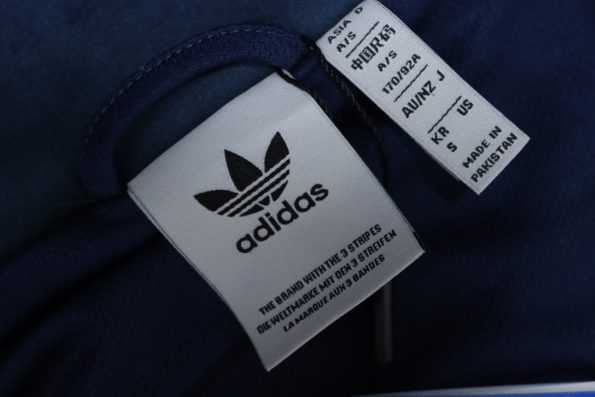 adidas
THE BRAND WITH THE 3 STRIPES
DIE WELTMARKE MIT DEN 3 STREIFEN
LA MARQUE AUX 3 BANDES
ASIA D
A/S
中国尺码
A/S
170/92A
AU/NZ J
KR US
S
MADE IN
PAKISTAN